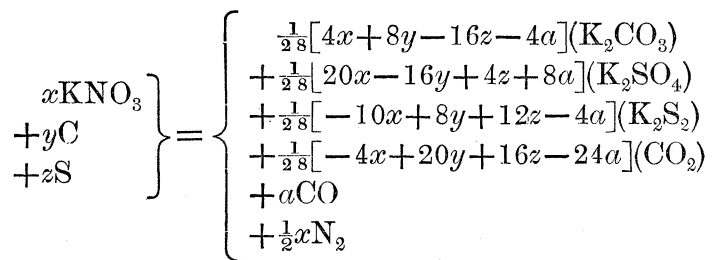 xKNO₃
+yC
+zS
} = {
1/28[4x+8y−16z−4a](K₂CO₃)
+1/28[20x−16y+4z+8a](K₂SO₄)
+1/28[−10x+8y+12z−4a](K₂S₂)
+1/28[−4x+20y+16z−24a](CO₂)
+aCO
+½xN₂